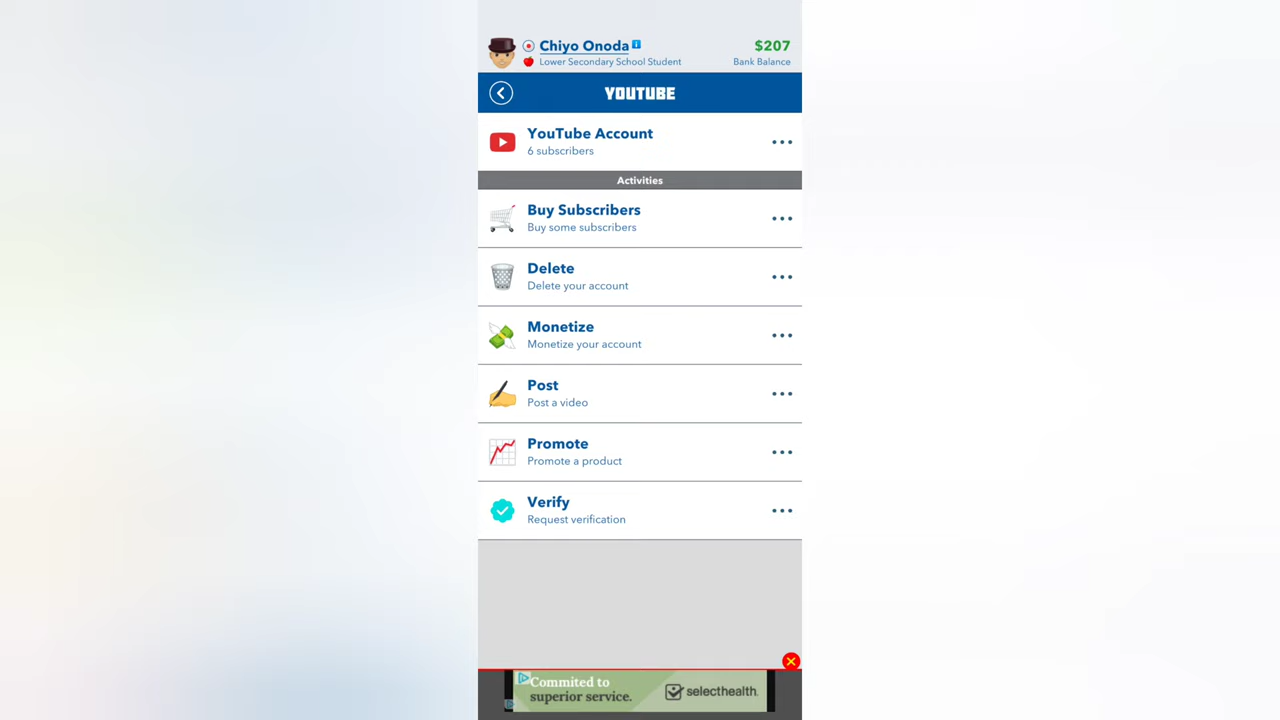 Chiyo Onoda
$207
Lower Secondary School Student
Bank Balance
YOUTUBE
YouTube Account
6 subscribers
Activities
Buy Subscribers
Buy some subscribers
Delete
Delete your account
Monetize
Monetize your account
Post
Post a video
Promote
Promote a product
Verify
Request verification
Commited to
superior service.
selecthealth.